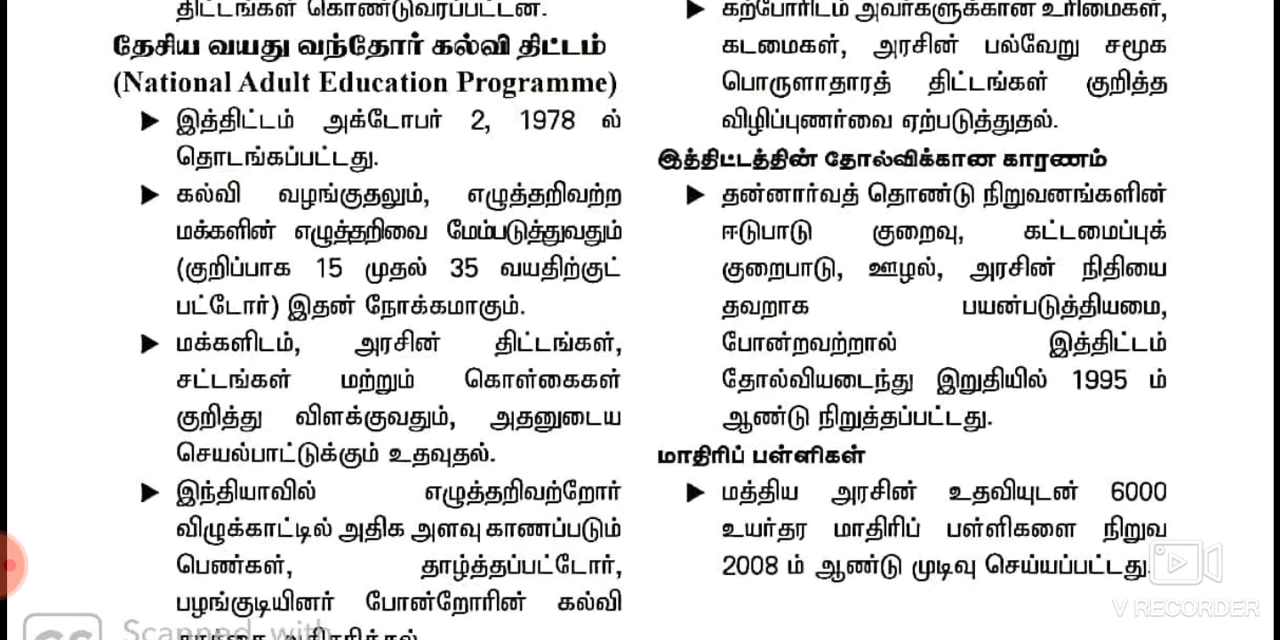 திட்டங்கள் கொண்டுவரப்பட்டன.
தேசிய வயது வந்தோர் கல்வி திட்டம்
(National Adult Education Programme)
▶ இத்திட்டம் அக்டோபர் 2, 1978 ல்
தொடங்கப்பட்டது.
▶ கல்வி வழங்குதலும், எழுத்தறிவற்ற
மக்களின் எழுத்தறிவை மேம்படுத்துவதும்
(குறிப்பாக 15 முதல் 35 வயதிற்குட்
பட்டோர்) இதன் நோக்கமாகும்.
▶ மக்களிடம், அரசின் திட்டங்கள்,
சட்டங்கள் மற்றும் கொள்கைகள்
குறித்து விளக்குவதும், அதனுடைய
செயல்பாட்டுக்கும் உதவுதல்.
▶ இந்தியாவில் எழுத்தறிவற்றோர்
விழுக்காட்டில் அதிக அளவு காணப்படும்
பெண்கள், தாழ்த்தப்பட்டோர்,
பழங்குடியினர் போன்றோரின் கல்வி
▶ கற்போரிடம் அவர்களுக்கான உரிமைகள்,
கடமைகள், அரசின் பல்வேறு சமூக
பொருளாதாரத் திட்டங்கள் குறித்த
விழிப்புணர்வை ஏற்படுத்துதல்.
இத்திட்டத்தின் தோல்விக்கான காரணம்
▶ தன்னார்வத் தொண்டு நிறுவனங்களின்
ஈடுபாடு குறைவு, கட்டமைப்புக்
குறைபாடு, ஊழல், அரசின் நிதியை
தவறாக பயன்படுத்தியமை,
போன்றவற்றால் இத்திட்டம்
தோல்வியடைந்து இறுதியில் 1995 ம்
ஆண்டு நிறுத்தப்பட்டது.
மாதிரிப் பள்ளிகள்
▶ மத்திய அரசின் உதவியுடன் 6000
உயர்தர மாதிரிப் பள்ளிகளை நிறுவ
2008 ம் ஆண்டு முடிவு செய்யப்பட்டது.
V RECORDER
CS Scanned with